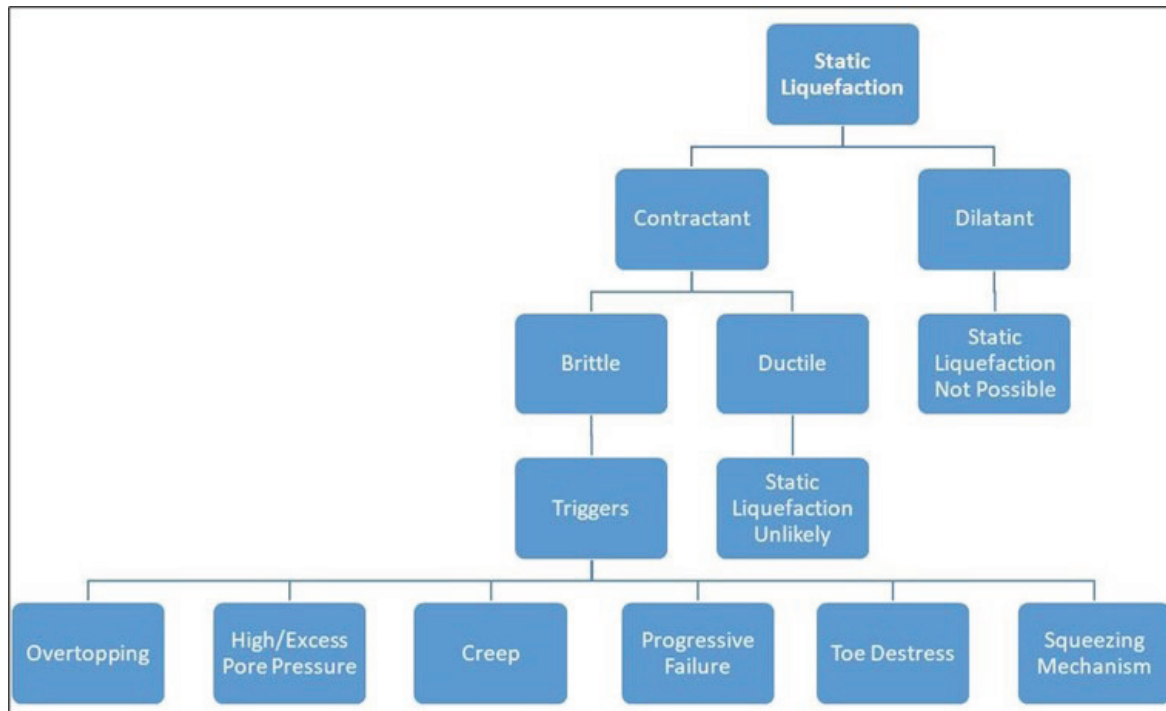 Static
Liquefaction
Contractant
Dilatant
Brittle
Ductile
Static
Liquefaction
Not Possible
Triggers
Static
Liquefaction
Unlikely
Overtopping
High/Excess
Pore Pressure
Creep
Progressive
Failure
Toe Destress
Squeezing
Mechanism